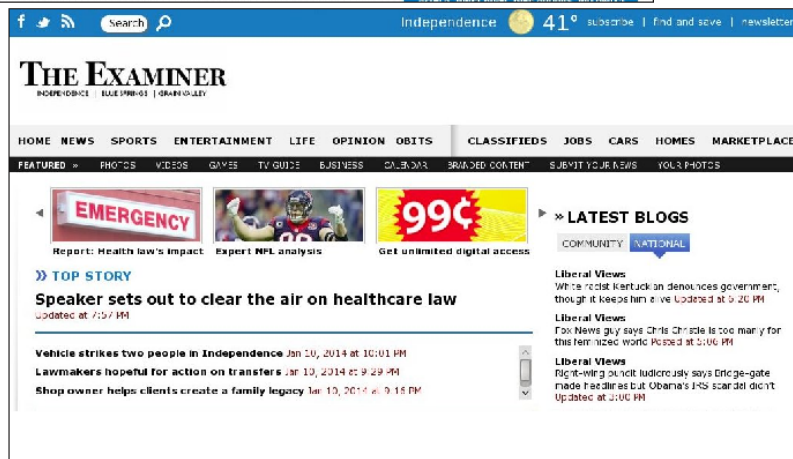 Search
Independence 41° subscribe | find and save | newsletter
THE EXAMINER
INDEPENDENCE | BLUE SPRINGS | GRAIN VALLEY
HOME NEWS SPORTS ENTERTAINMENT LIFE OPINION OBITS CLASSIFIEDS JOBS CARS HOMES MARKETPLACE
FEATURED » PHOTOS VIDEOS GAMES TV GUIDE BUSINESS CALENDAR BRANDED CONTENT SUBMIT YOUR NEWS YOUR PHOTOS
EMERGENCY
99¢
Report: Health law's impact Expert NFL analysis Get unlimited digital access
» TOP STORY
Speaker sets out to clear the air on healthcare law
Updated at 7:57 PM
Vehicle strikes two people in Independence Jan 10, 2014 at 10:01 PM
Lawmakers hopeful for action on transfers Jan 10, 2014 at 9:29 PM
Shop owner helps clients create a family legacy Jan 10, 2014 at 9:16 PM
» LATEST BLOGS
COMMUNITY NATIONAL
Liberal Views
White racist Kentuckian denounces government,
though it keeps him alive Updated at 6:20 PM
Liberal Views
Fox News guy says Chris Christie is too manly for
this feminized world Posted at 5:06 PM
Liberal Views
Right-wing pundit ludicrously says Bridge-gate
made headlines but Obama's IRS scandal didn't
Updated at 3:00 PM